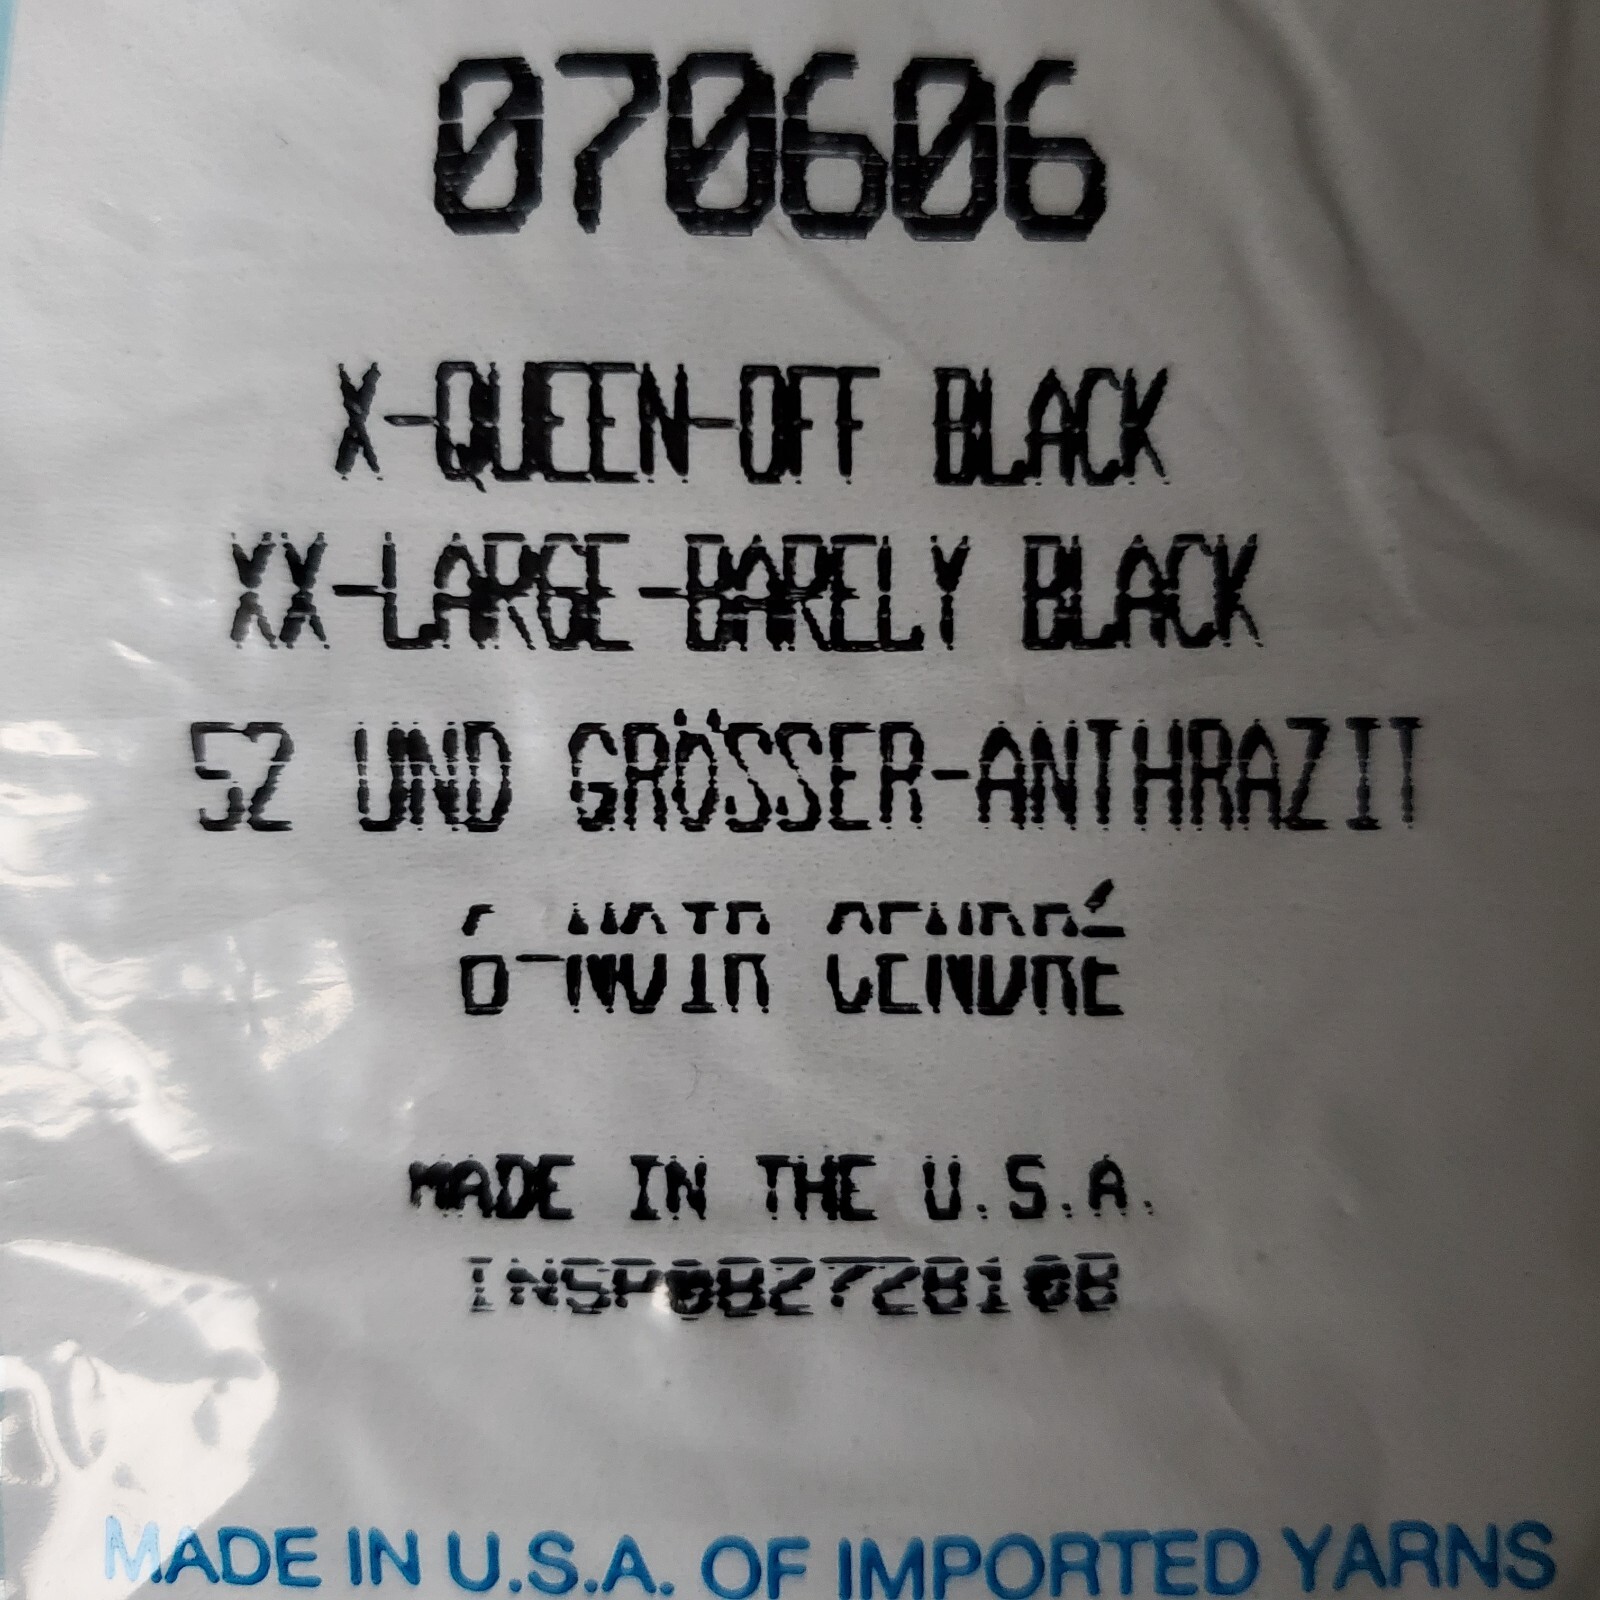 070606
X-QUEEN-OFF BLACK
XX-LARGE-BARELY BLACK
52 UND GRÖSSER-ANTHRAZIT
6-NOIR CENDRÉ
MADE IN THE U.S.A.
INSP082728108
MADE IN U.S.A. OF IMPORTED YARNS